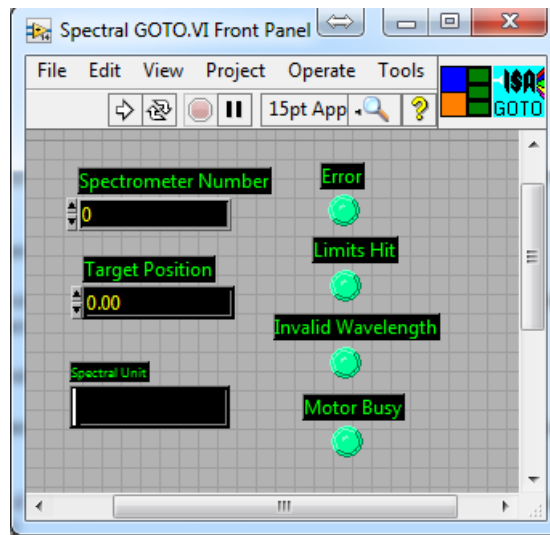 Spectral GOTO.VI Front Panel
File Edit View Project Operate Tools
15pt App
?
ISA
GOTO
Spectrometer Number
0
Target Position
0.00
Spectral Unit
Error
Limits Hit
Invalid Wavelength
Motor Busy